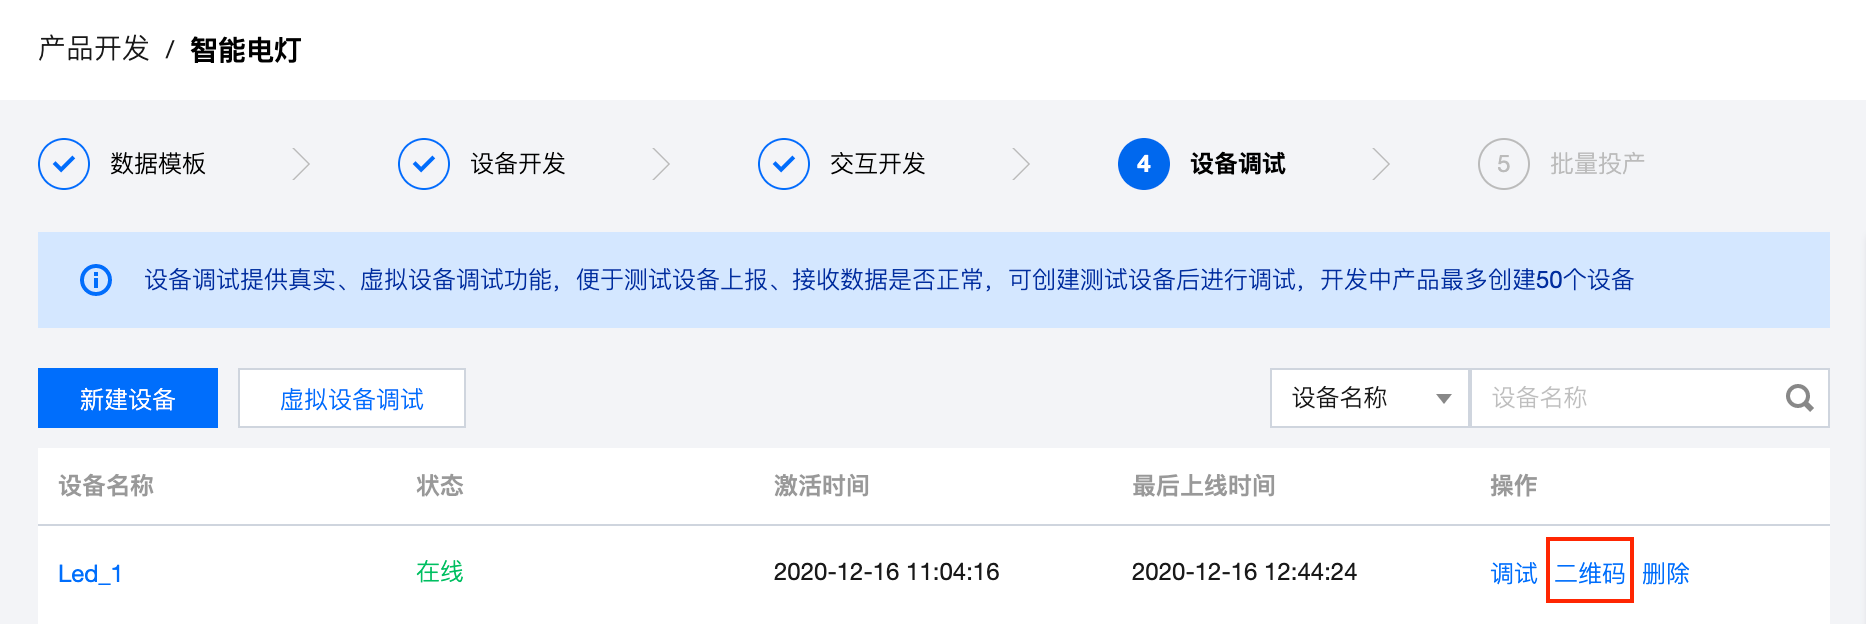 产品开发 / 智能电灯
数据模板 设备开发 交互开发 4 设备调试 5 批量投产
设备调试提供真实、虚拟设备调试功能，便于测试设备上报、接收数据是否正常，可创建测试设备后进行调试，开发中产品最多创建50个设备
新建设备 虚拟设备调试 设备名称 设备名称
设备名称 状态 激活时间 最后上线时间 操作
Led_1 在线 2020-12-16 11:04:16 2020-12-16 12:44:24 调试 二维码 删除